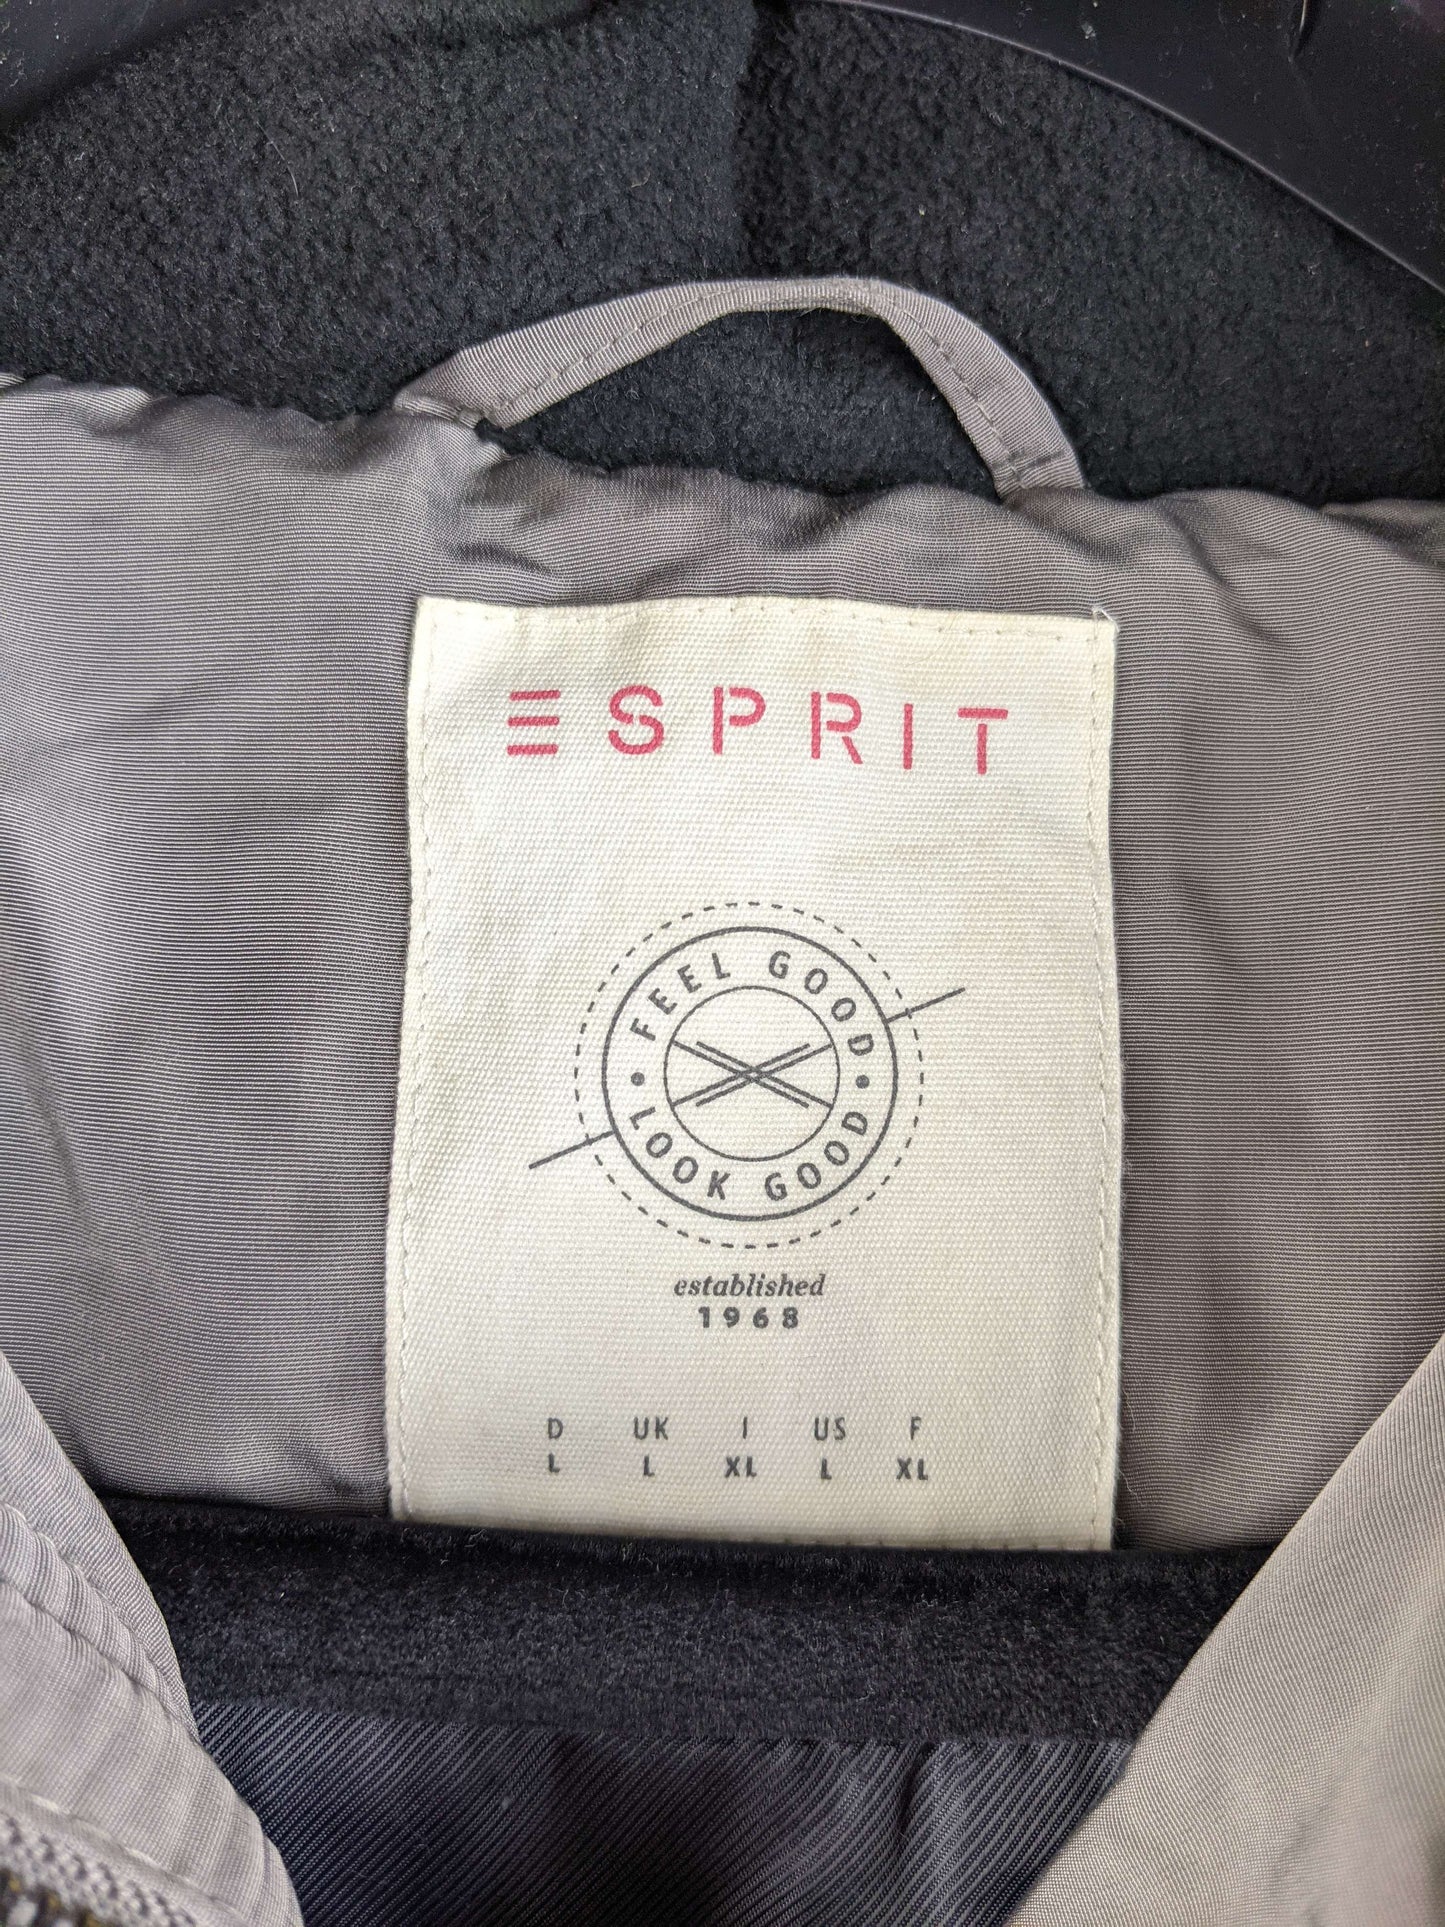 ESPRIT
FEEL GOOD
• LOOK GOOD •
established
1968
D UK I US F
L L XL L XL